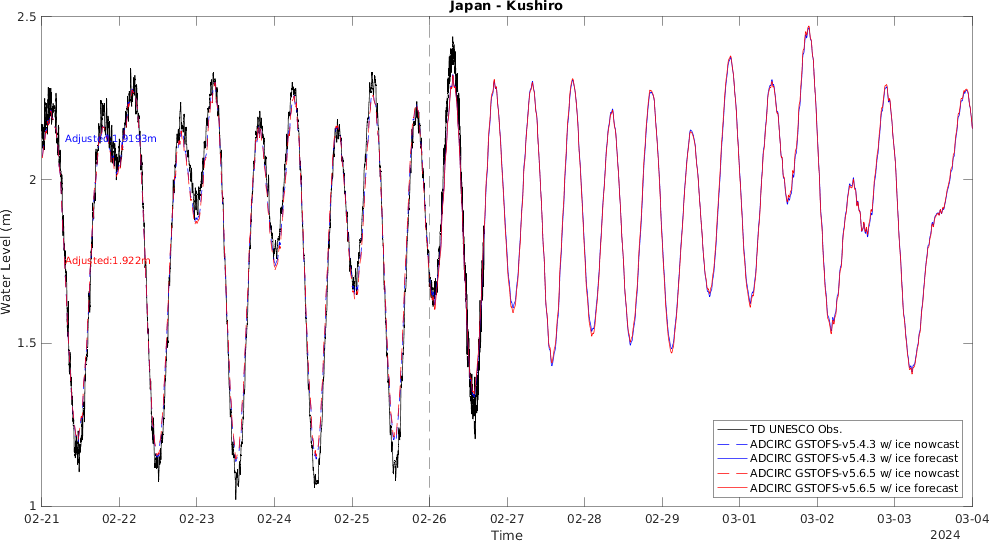 Japan - Kushiro
2.5
2
1.5
1
Water Level (m)
Adjusted:1.9193m
Adjusted:1.922m
TD UNESCO Obs.
ADCIRC GSTOFS-v5.4.3 w/ ice nowcast
ADCIRC GSTOFS-v5.4.3 w/ ice forecast
ADCIRC GSTOFS-v5.6.5 w/ ice nowcast
ADCIRC GSTOFS-v5.6.5 w/ ice forecast
02-21 02-22 02-23 02-24 02-25 02-26 02-27 02-28 02-29 03-01 03-02 03-03 03-04
Time
2024